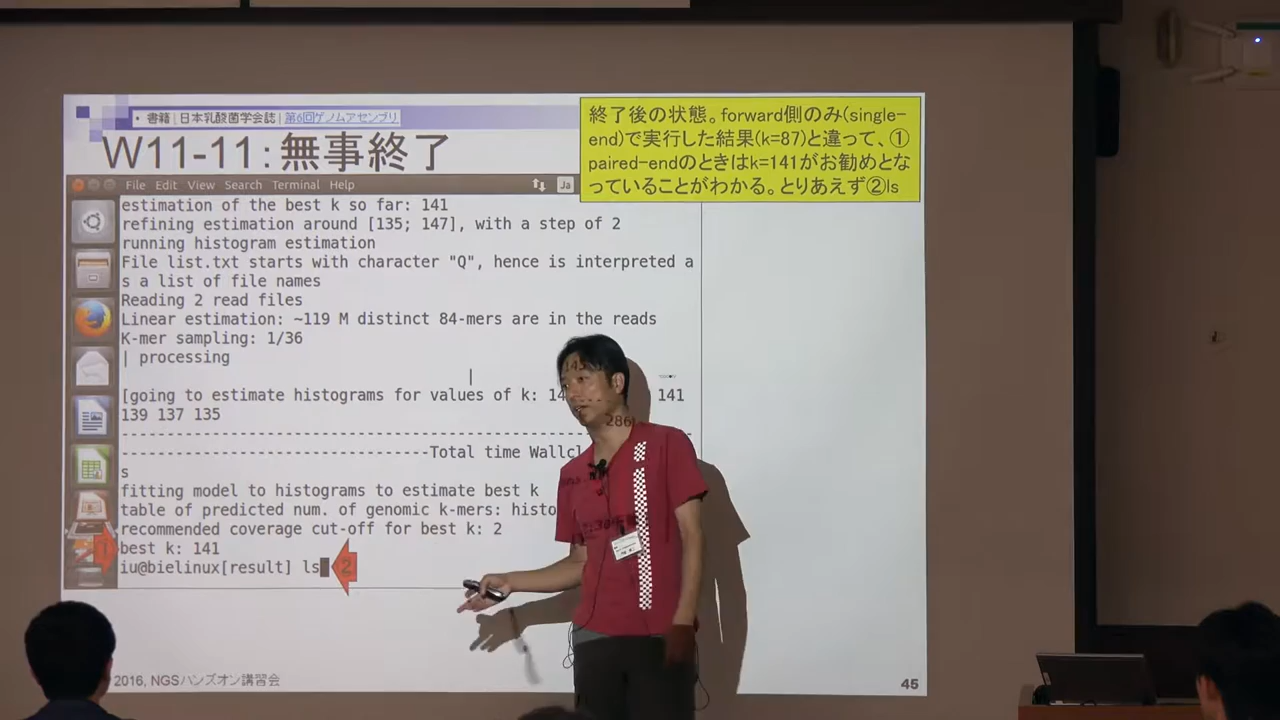 • 書籍 | 日本乳酸菌学会誌 | 第6回ゲノムアセンブリ
W11-11：無事終了
終了後の状態。forward側のみ(single-
end)で実行した結果(k=87)と違って、①
paired-endのときはk=141がお勧めとな
っていることがわかる。とりあえず②ls
File Edit View Search Terminal Help
Ja
estimation of the best k so far: 141
refining estimation around [135; 147], with a step of 2
running histogram estimation
File list.txt starts with character "Q", hence is interpreted a
s a list of file names
Reading 2 read files
Linear estimation: ~119 M distinct 84-mers are in the reads
K-mer sampling: 1/36
| processing
|
[going to estimate histograms for values of k: 141
139 137 135
------------------------------Total time
s
fitting model to histograms to estimate best k
table of predicted num. of genomic k-mers:
recommended coverage cut-off for best k: 2
best k: 141
iu@bielinux[result] ls
①
②
2016, NGSハンズオン講習会
45